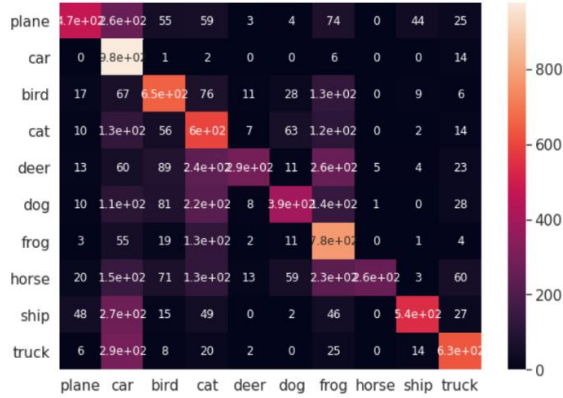 plane 4.7e+02 2.6e+02 55 59 3 4 74 0 44 25
car 0 9.8e+02 1 2 0 0 6 0 0 14
bird 17 67 6.5e+02 76 11 28 1.3e+02 0 9 6
cat 10 1.3e+02 56 6e+02 7 63 1.2e+02 0 2 14
deer 13 60 89 2.4e+02 2.9e+02 11 2.6e+02 5 4 23
dog 10 1.1e+02 81 2.2e+02 8 3.9e+02 1.4e+02 1 0 28
frog 3 55 19 1.3e+02 2 11 7.8e+02 0 1 4
horse 20 1.5e+02 71 1.3e+02 13 59 2.3e+02 2.6e+02 3 60
ship 48 2.7e+02 15 49 0 2 46 0 5.4e+02 27
truck 6 2.9e+02 8 20 2 0 25 0 14 6.3e+02
plane car bird cat deer dog frog horse ship truck
800
600
400
200
0